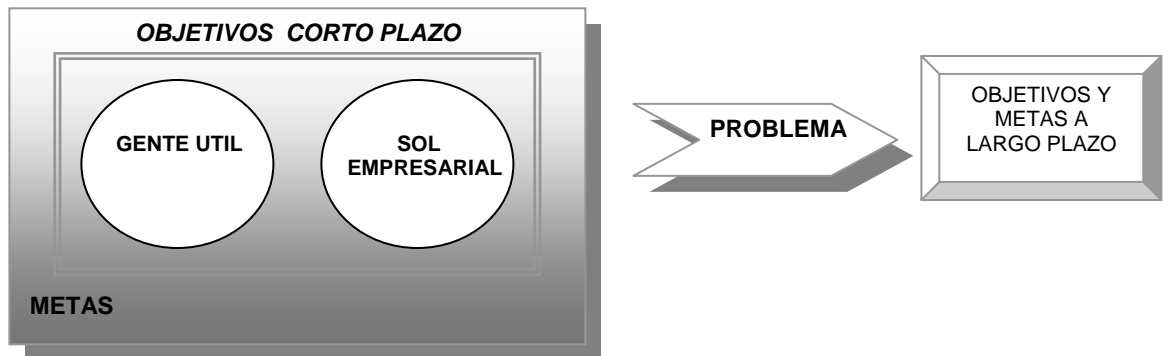 OBJETIVOS CORTO PLAZO
GENTE UTIL
SOL
EMPRESARIAL
METAS
PROBLEMA
OBJETIVOS Y
METAS A
LARGO PLAZO